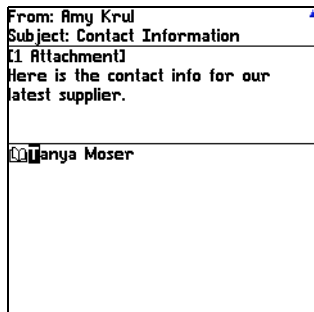 From: Amy Krul
Subject: Contact Information
[1 Attachment]
Here is the contact info for our
latest supplier.
Tanya Moser